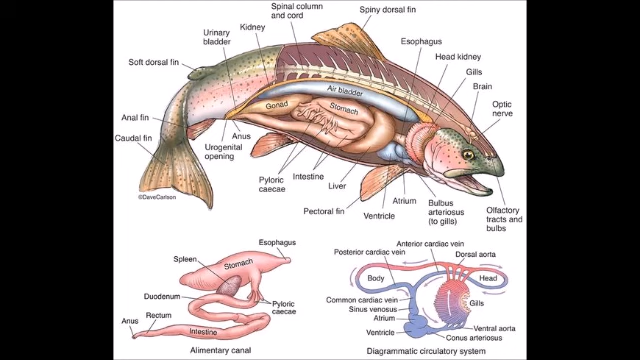 Spinal column
and cord
Spiny dorsal fin
Kidney
Urinary
bladder
Esophagus
Soft dorsal fin
Head kidney
Gills
Brain
Optic
nerve
Air bladder
Gonad
Stomach
Anal fin
Caudal fin
Anus
Urogenital
opening
Pyloric
caecae
Intestine
Liver
Pectoral fin
Ventricle
Atrium
Bulbus
arteriosus
(to gills)
Olfactory
tracts and
bulbs
©DaveCarlson
Esophagus
Spleen
Stomach
Duodenum
Pyloric
caecae
Rectum
Anus
Intestine
Alimentary canal
Anterior cardiac vein
Posterior cardiac vein
Dorsal aorta
Body
Head
Common cardiac vein
Sinus venosus
Atrium
Ventricle
Gills
Ventral aorta
Conus arteriosus
Diagrammatic circulatory system